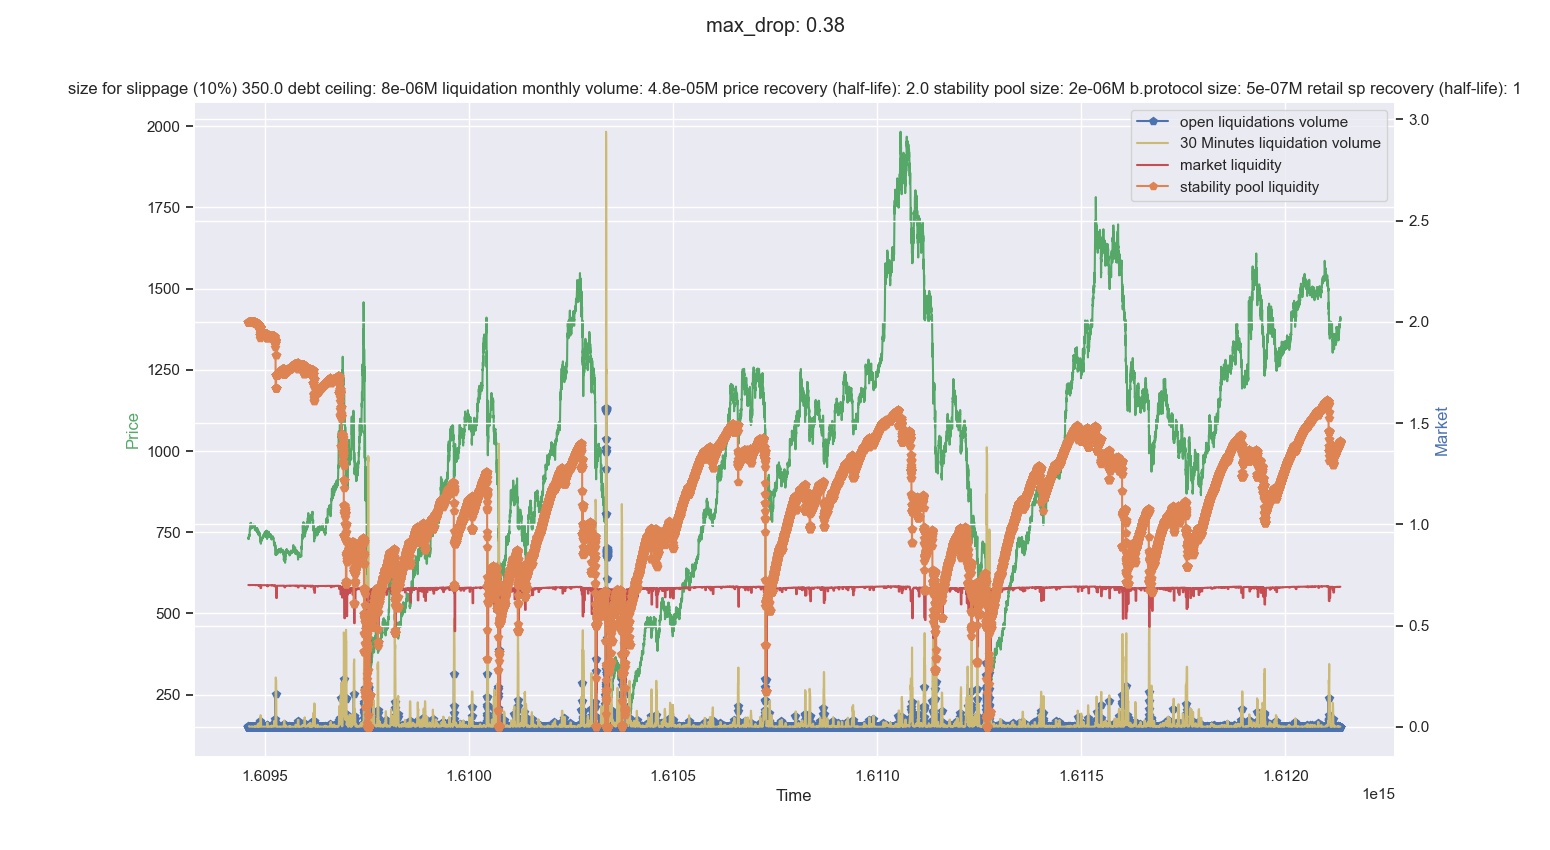 max_drop: 0.38
size for slippage (10%) 350.0 debt ceiling: 8e-06M liquidation monthly volume: 4.8e-05M price recovery (half-life): 2.0 stability pool size: 2e-06M b.protocol size: 5e-07M retail sp recovery (half-life): 1
open liquidations volume
30 Minutes liquidation volume
market liquidity
stability pool liquidity
2000
1750
1500
1250
1000
750
500
250
Price
3.0
2.5
2.0
1.5
1.0
0.5
0.0
Market
1.6095 1.6100 1.6105 1.6110 1.6115 1.6120
1e15
Time